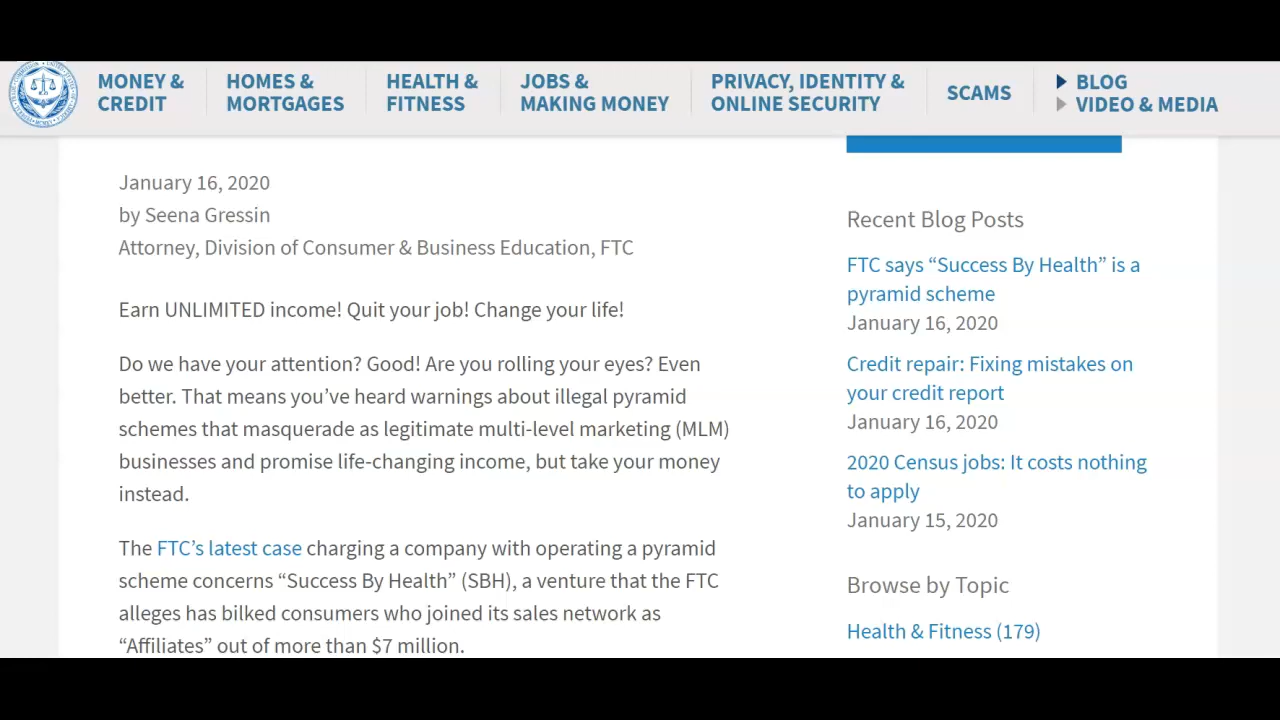 MONEY &
CREDIT
HOMES &
MORTGAGES
HEALTH &
FITNESS
JOBS &
MAKING MONEY
PRIVACY, IDENTITY &
ONLINE SECURITY
SCAMS
BLOG
VIDEO & MEDIA
January 16, 2020
by Seena Gressin
Attorney, Division of Consumer & Business Education, FTC
Earn UNLIMITED income! Quit your job! Change your life!
Do we have your attention? Good! Are you rolling your eyes? Even
better. That means you’ve heard warnings about illegal pyramid
schemes that masquerade as legitimate multi-level marketing (MLM)
businesses and promise life-changing income, but take your money
instead.
The FTC’s latest case charging a company with operating a pyramid
scheme concerns “Success By Health” (SBH), a venture that the FTC
alleges has bilked consumers who joined its sales network as
“Affiliates” out of more than $7 million.
Recent Blog Posts
FTC says “Success By Health” is a
pyramid scheme
January 16, 2020
Credit repair: Fixing mistakes on
your credit report
January 16, 2020
2020 Census jobs: It costs nothing
to apply
January 15, 2020
Browse by Topic
Health & Fitness (179)